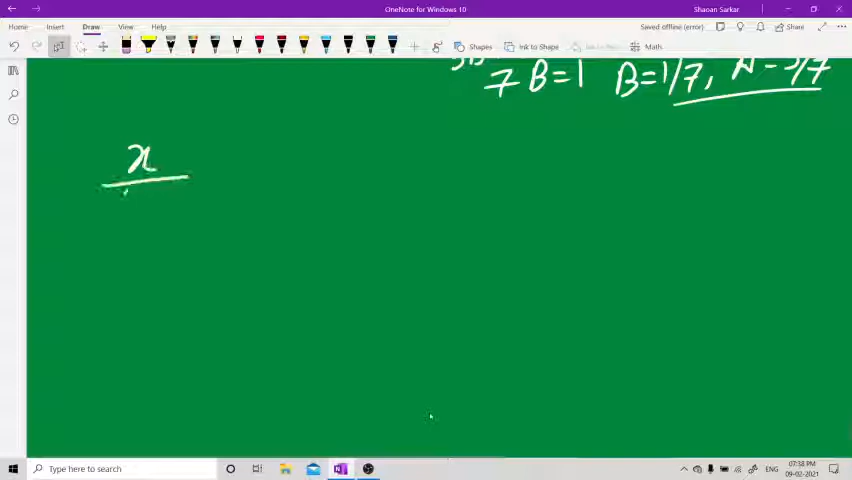 OneNote for Windows 10
Shaoan Sarkar
Home Insert Draw View Help Saved offline (error) Share
Shapes Ink to Shape Math
7 B=1 B=1/7,
x
Type here to search
ENG
07:38 PM
09-02-2021